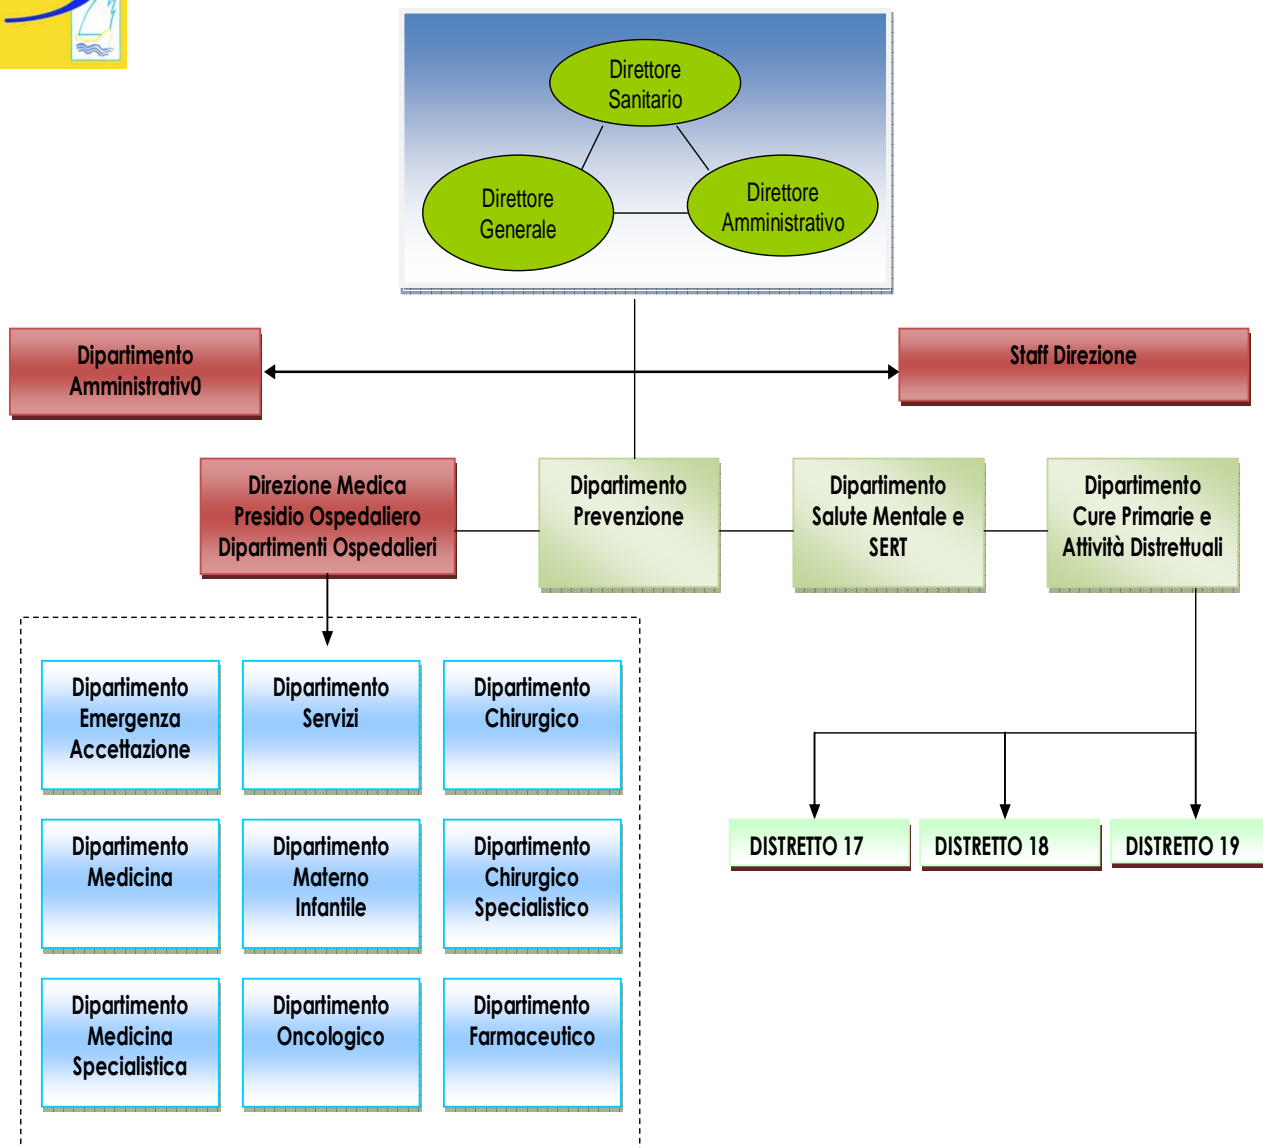 Direttore
Sanitario
Direttore
Generale
Direttore
Amministrativo
Dipartimento
Amministrativ0
Staff Direzione
Direzione Medica
Presidio Ospedaliero
Dipartimenti Ospedalieri
Dipartimento
Prevenzione
Dipartimento
Salute Mentale e
SERT
Dipartimento
Cure Primarie e
Attività Distrettuali
Dipartimento
Emergenza
Accettazione
Dipartimento
Servizi
Dipartimento
Chirurgico
Dipartimento
Medicina
Dipartimento
Materno
Infantile
Dipartimento
Chirurgico
Specialistico
Dipartimento
Medicina
Specialistica
Dipartimento
Oncologico
Dipartimento
Farmaceutico
DISTRETTO 17
DISTRETTO 18
DISTRETTO 19